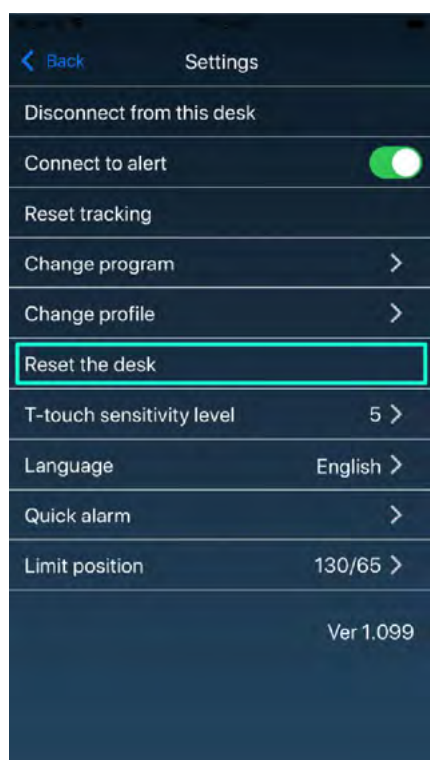 Back Settings
Disconnect from this desk
Connect to alert
Reset tracking
Change program
Change profile
Reset the desk
T-touch sensitivity level 5
Language English
Quick alarm
Limit position 130/65
Ver 1.099